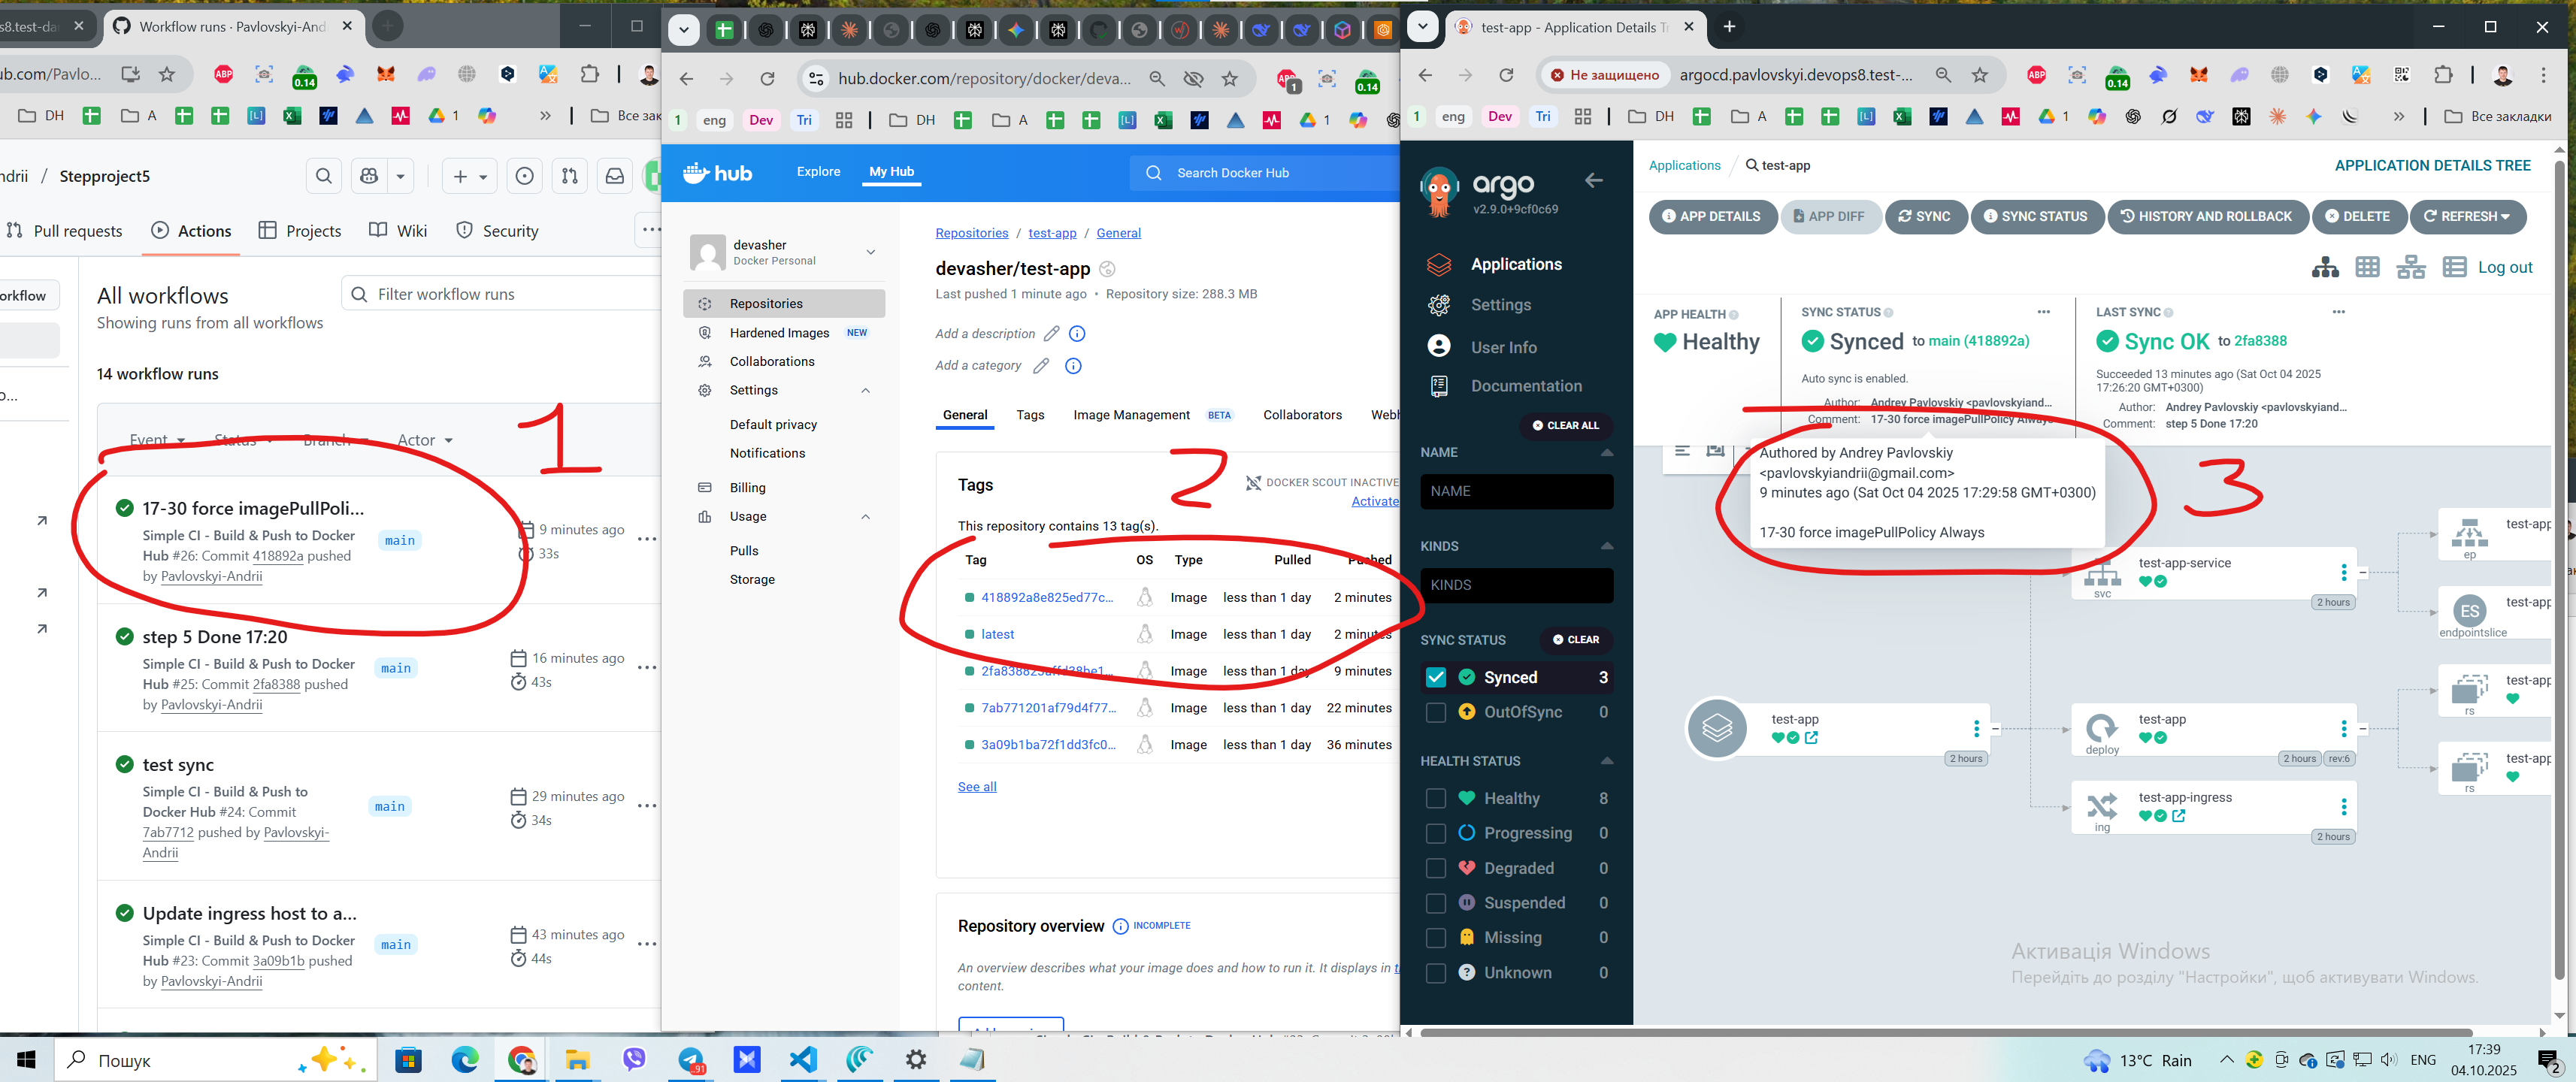 s8.test-da
Workflow runs · Pavlovskyi-And
ub.com/Pavlo...
ABP
0.14
DH
A
1
Все зак
ndrii / Stepproject5
Pull requests
Actions
Projects
Wiki
Security
orkflow
All workflows
Showing runs from all workflows
Filter workflow runs
14 workflow runs
Event
Status
Branch
Actor
1
17-30 force imagePullPoli...
Simple CI - Build & Push to Docker
Hub #26: Commit 418892a pushed
by Pavlovskyi-Andrii
main
9 minutes ago
33s
step 5 Done 17:20
Simple CI - Build & Push to Docker
Hub #25: Commit 2fa8388 pushed
by Pavlovskyi-Andrii
main
16 minutes ago
43s
test sync
Simple CI - Build & Push to
Docker Hub #24: Commit
7ab7712 pushed by Pavlovskyi-
Andrii
main
29 minutes ago
34s
Update ingress host to a...
Simple CI - Build & Push to Docker
Hub #23: Commit 3a09b1b pushed
by Pavlovskyi-Andrii
main
43 minutes ago
44s
hub.docker.com/repository/docker/deva...
1
0.14
1
eng
Dev
Tri
DH
A
1
hub
Explore
My Hub
Search Docker Hub
devasher
Docker Personal
Repositories
Hardened Images NEW
Collaborations
Settings
Default privacy
Notifications
Billing
Usage
Pulls
Storage
Repositories / test-app / General
devasher/test-app
Last pushed 1 minute ago • Repository size: 288.3 MB
Add a description
Add a category
General
Tags
Image Management BETA
Collaborators
Webh
2
Tags
DOCKER SCOUT INACTIVE
Activate
This repository contains 13 tag(s).
Tag OS Type Pulled Pushed
418892a8e825ed77c... Image less than 1 day 2 minutes
latest Image less than 1 day 2 minutes
2fa838825affd38be1... Image less than 1 day 9 minutes
7ab771201af79d4f77... Image less than 1 day 22 minutes
3a09b1ba72f1dd3fc0... Image less than 1 day 36 minutes
See all
Repository overview INCOMPLETE
An overview describes what your image does and how to run it. It displays in t
content.
test-app - Application Details Tr
Не защищено
argocd.pavlovskyi.devops8.test-...
ABP
0.14
1
eng
Dev
Tri
DH
A
1
Все закладки
argo
v2.9.0+9cf0c69
Applications
Settings
User Info
Documentation
CLEAR ALL
NAME
NAME
KINDS
KINDS
SYNC STATUS
CLEAR
Synced 3
OutOfSync 0
HEALTH STATUS
Healthy 8
Progressing 0
Degraded 0
Suspended 0
Missing 0
Unknown 0
Applications / test-app
APPLICATION DETAILS TREE
APP DETAILS
APP DIFF
SYNC
SYNC STATUS
HISTORY AND ROLLBACK
DELETE
REFRESH
Log out
APP HEALTH
Healthy
SYNC STATUS
Synced to main (418892a)
Auto sync is enabled.
Author: Andrey Pavlovskiy <pavlovskyiand...
Comment: 17-30 force imagePullPolicy Always
LAST SYNC
Sync OK to 2fa8388
Succeeded 13 minutes ago (Sat Oct 04 2025
17:26:20 GMT+0300)
Author: Andrey Pavlovskiy <pavlovskyiand...
Comment: step 5 Done 17:20
Authored by Andrey Pavlovskiy
<pavlovskyiandrii@gmail.com>
9 minutes ago (Sat Oct 04 2025 17:29:58 GMT+0300)
17-30 force imagePullPolicy Always
3
test-app-service
svc
2 hours
test-app
2 hours
test-app
deploy
2 hours
rev:6
test-app-ingress
ing
2 hours
test-app
ep
test-app
ES
endpointslice
test-app
rs
test-app
rs
Активація Windows
Перейдіть до розділу "Настройки", щоб активувати Windows.
Пошук
91
13°C Rain
ENG
17:39
04.10.2025
2